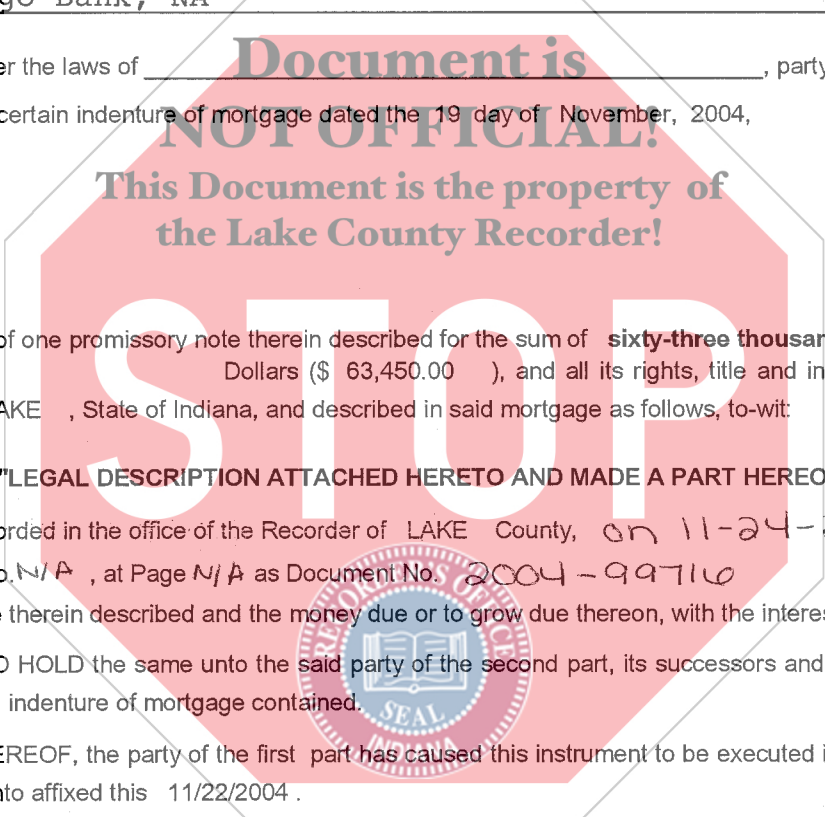 go Bank, NA
er the laws of , party
Document is
certain indenture of mortgage dated the 19 day of November, 2004,
NOT OFFICIAL!
This Document is the property of
the Lake County Recorder!
STOP
of one promissory note therein described for the sum of sixty-three thousan
Dollars ($ 63,450.00 ), and all its rights, title and in
AKE , State of Indiana, and described in said mortgage as follows, to-wit:
"LEGAL DESCRIPTION ATTACHED HERETO AND MADE A PART HEREO
orded in the office of the Recorder of LAKE County, on 11-24-
o. N/A , at Page N/A as Document No. 2004-99716
e therein described and the money due or to grow due thereon, with the interes
O HOLD the same unto the said party of the second part, its successors and
indenture of mortgage contained.
RECORDER'S OFFICE
SEAL
INDIANA
EREOF, the party of the first part has caused this instrument to be executed i
nto affixed this 11/22/2004 .